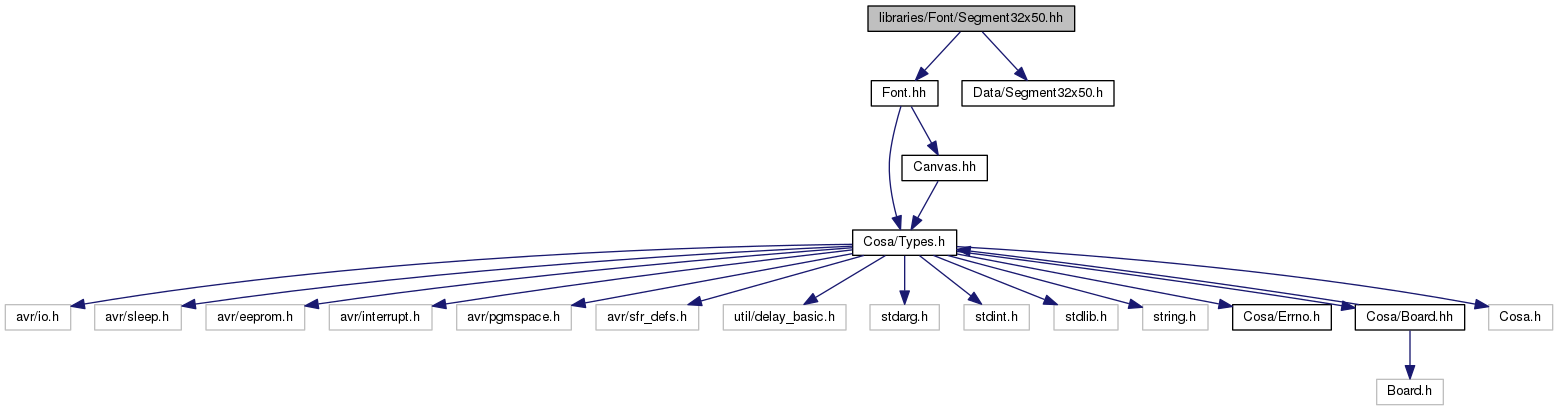 libraries/Font/Segment32x50.hh
Font.hh
Data/Segment32x50.h
Canvas.hh
Cosa/Types.h
avr/io.h
avr/sleep.h
avr/eeprom.h
avr/interrupt.h
avr/pgmspace.h
avr/sfr_defs.h
util/delay_basic.h
stdarg.h
stdint.h
stdlib.h
string.h
Cosa/Errno.h
Cosa/Board.hh
Cosa.h
Board.h